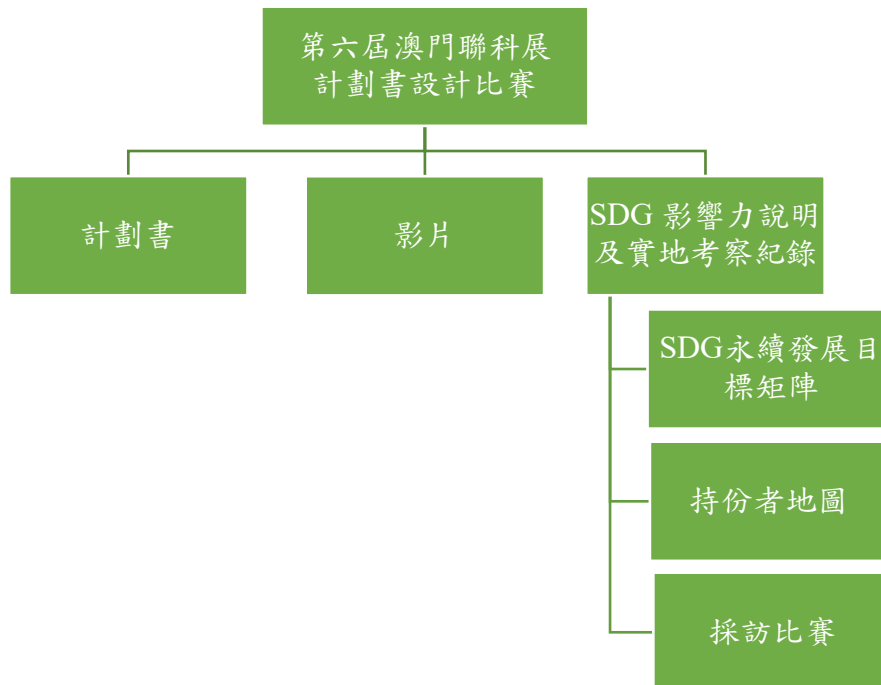 第六屆澳門聯科展
計劃書設計比賽
計劃書
影片
SDG 影響力說明
及實地考察紀錄
SDG永續發展目
標矩陣
持份者地圖
採訪比賽